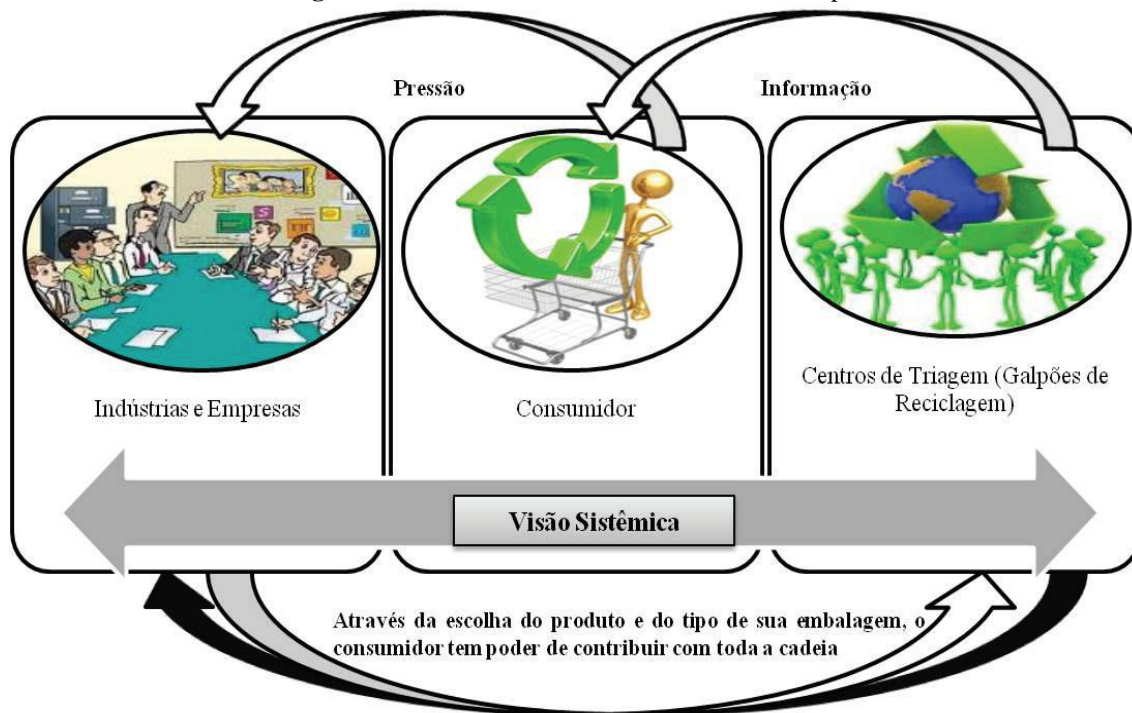 Pressão
Informação
Indústrias e Empresas
Consumidor
Centros de Triagem (Galpões de
Reciclagem)
Visão Sistêmica
Através da escolha do produto e do tipo de sua embalagem, o
consumidor tem poder de contribuir com toda a cadeia